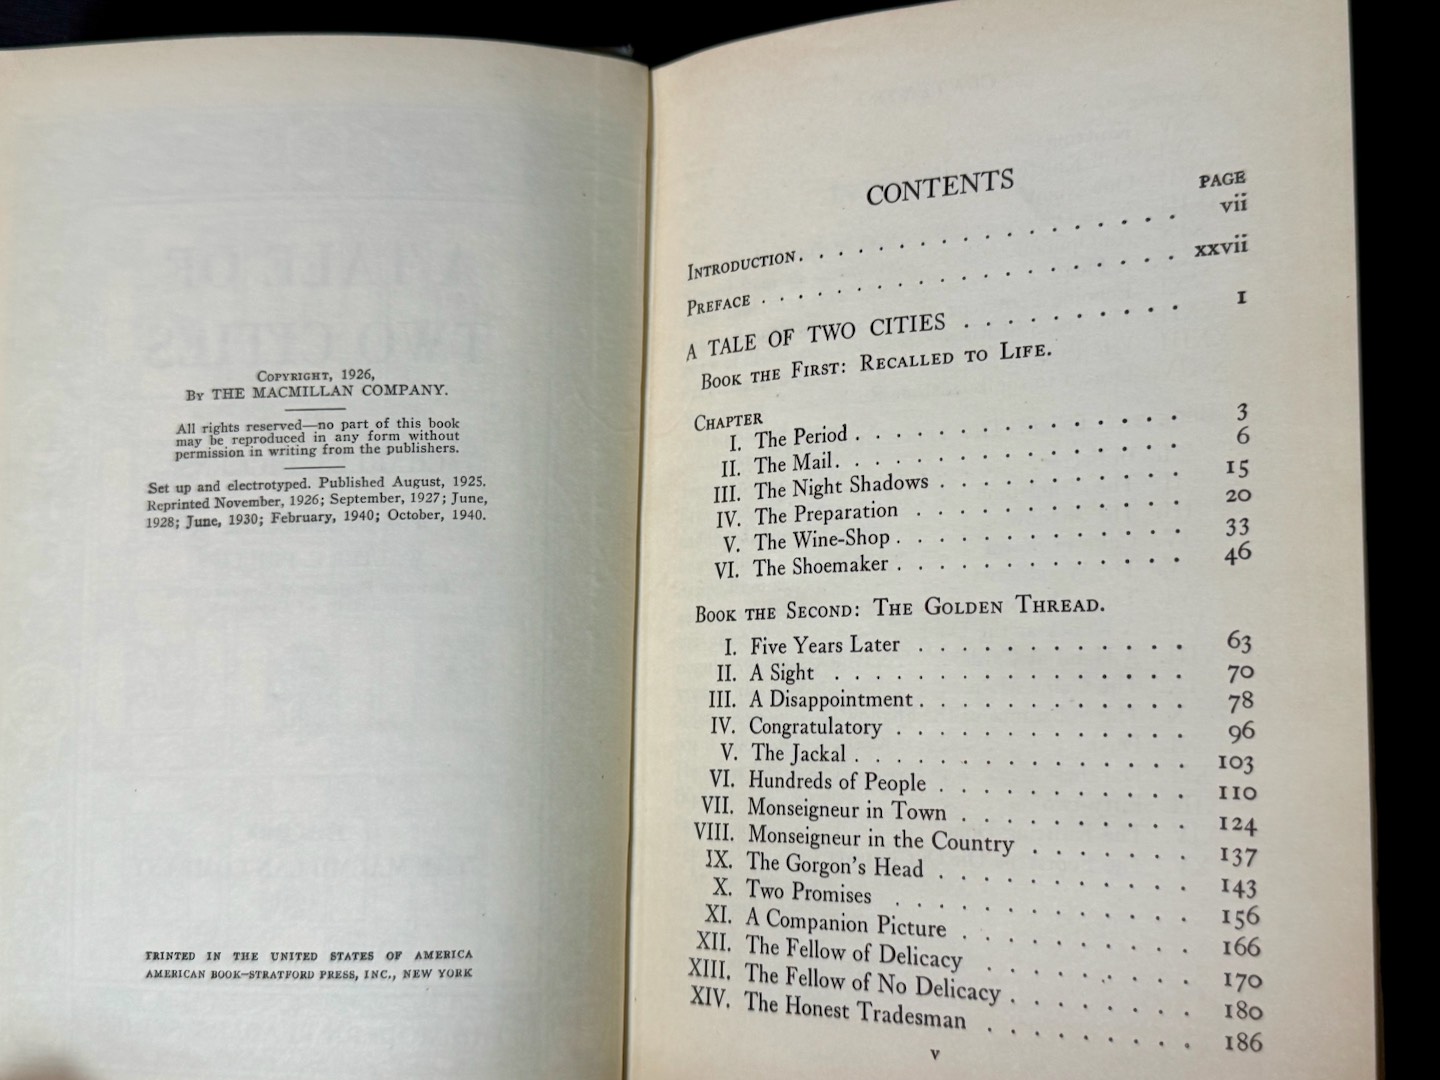 COPYRIGHT, 1926,
BY THE MACMILLAN COMPANY.
All rights reserved—no part of this book
may be reproduced in any form without
permission in writing from the publishers.
Set up and electrotyped. Published August, 1925.
Reprinted November, 1926; September, 1927; June,
1928; June, 1930; February, 1940; October, 1940.
PRINTED IN THE UNITED STATES OF AMERICA
AMERICAN BOOK—STRATFORD PRESS, INC., NEW YORK
CONTENTS
PAGE
INTRODUCTION . . . . . . . . . . . . . . . . . vii
PREFACE . . . . . . . . . . . . . . . . . . xxvii
A TALE OF TWO CITIES . . . . . . . . . . 1
BOOK THE FIRST: RECALLED TO LIFE.
CHAPTER
I. The Period . . . . . . . . . . . . . . 3
II. The Mail . . . . . . . . . . . . . . . 6
III. The Night Shadows . . . . . . . . . . . 15
IV. The Preparation . . . . . . . . . . . . 20
V. The Wine-Shop . . . . . . . . . . . . . 33
VI. The Shoemaker . . . . . . . . . . . . . 46
BOOK THE SECOND: THE GOLDEN THREAD.
I. Five Years Later . . . . . . . . . . . . 63
II. A Sight . . . . . . . . . . . . . . . 70
III. A Disappointment . . . . . . . . . . . . 78
IV. Congratulatory . . . . . . . . . . . . . 96
V. The Jackal . . . . . . . . . . . . . . 103
VI. Hundreds of People . . . . . . . . . . . 110
VII. Monseigneur in Town . . . . . . . . . . 124
VIII. Monseigneur in the Country . . . . . . . 137
IX. The Gorgon's Head . . . . . . . . . . . 143
X. Two Promises . . . . . . . . . . . . . 156
XI. A Companion Picture . . . . . . . . . . 166
XII. The Fellow of Delicacy . . . . . . . . . 170
XIII. The Fellow of No Delicacy . . . . . . . 180
XIV. The Honest Tradesman . . . . . . . . . 186
v